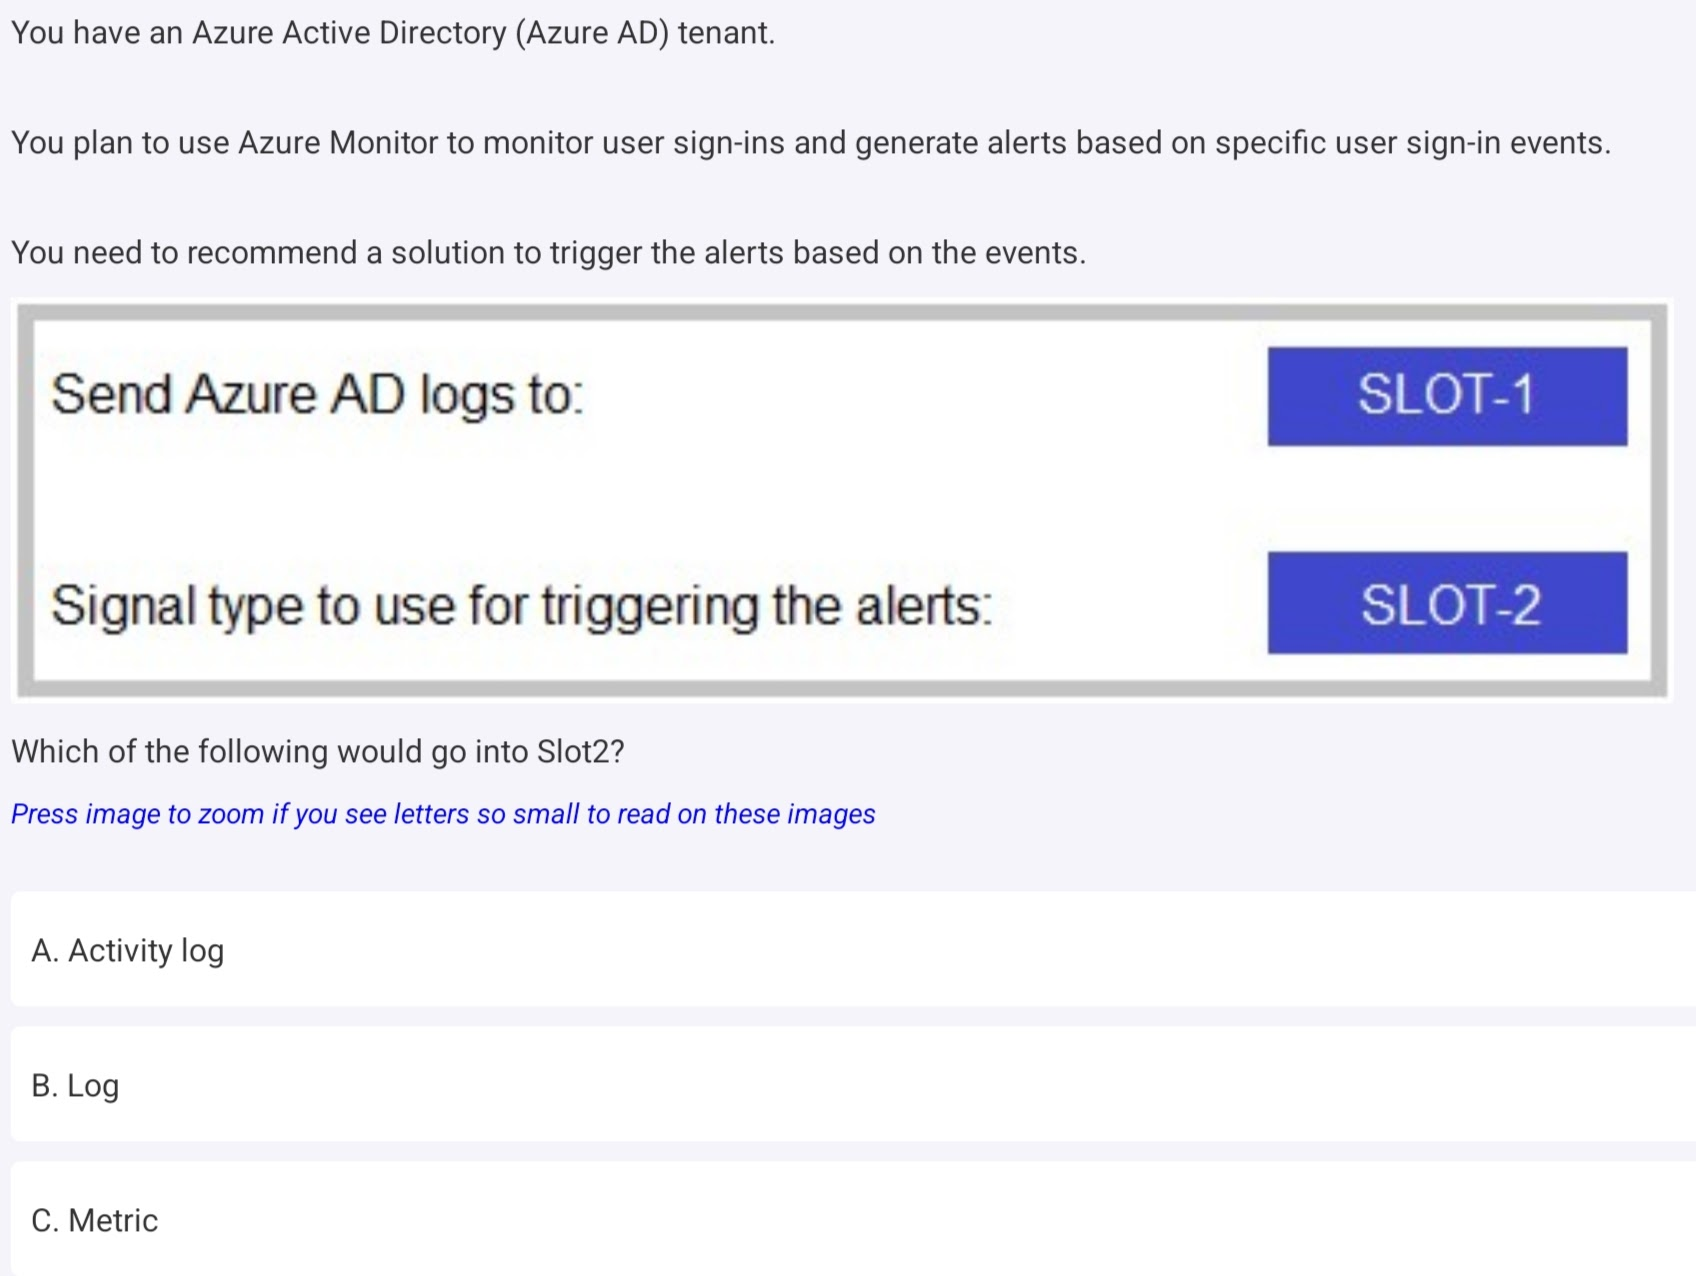 You have an Azure Active Directory (Azure AD) tenant.
You plan to use Azure Monitor to monitor user sign-ins and generate alerts based on specific user sign-in events.
You need to recommend a solution to trigger the alerts based on the events.
Send Azure AD logs to: SLOT-1
Signal type to use for triggering the alerts: SLOT-2
Which of the following would go into Slot2?
Press image to zoom if you see letters so small to read on these images
A. Activity log
B. Log
C. Metric